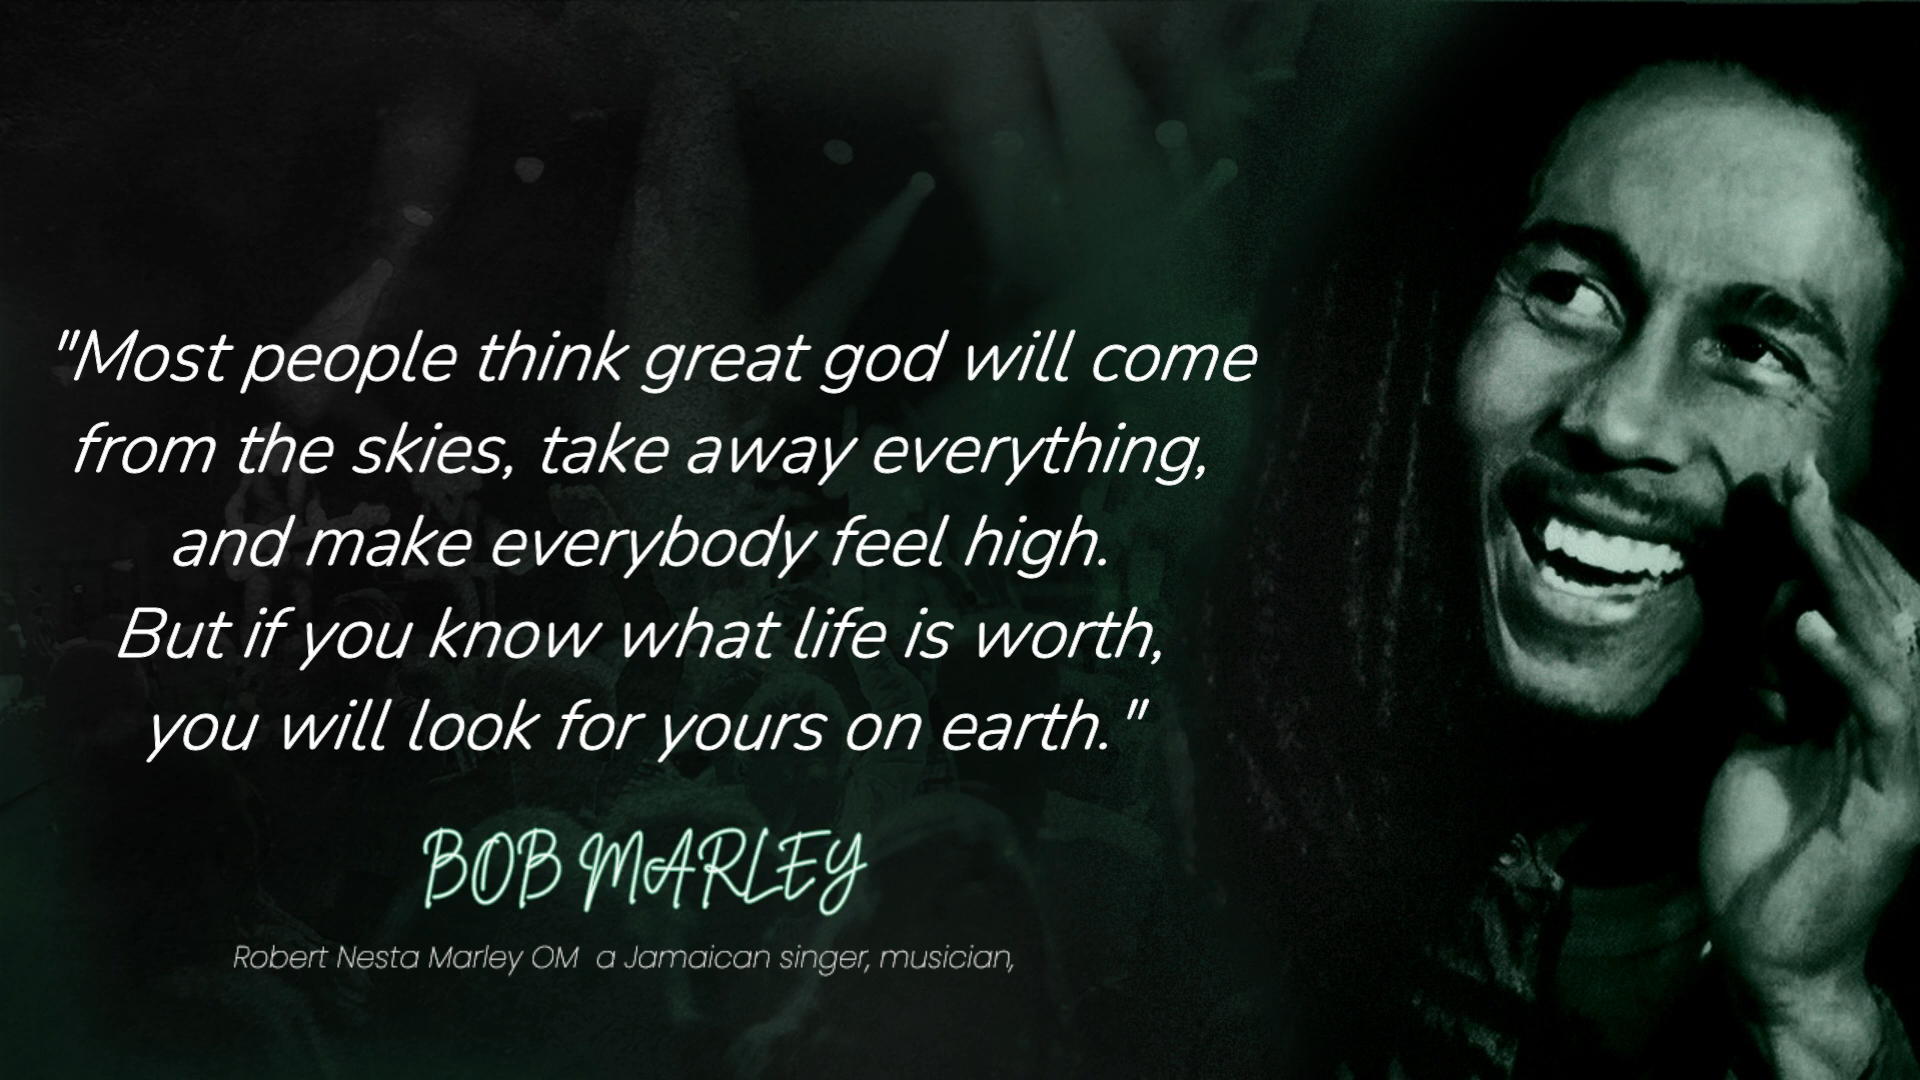 "Most people think great god will come
from the skies, take away everything,
and make everybody feel high.
But if you know what life is worth,
you will look for yours on earth."
BOB MARLEY
Robert Nesta Marley OM a Jamaican singer, musician,